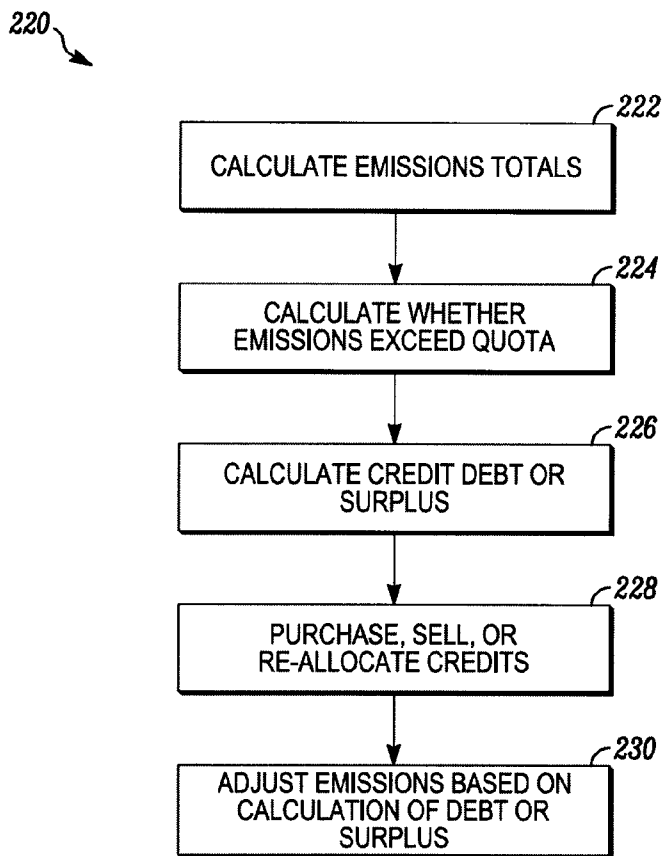 220
222
CALCULATE EMISSIONS TOTALS
224
CALCULATE WHETHER
EMISSIONS EXCEED QUOTA
226
CALCULATE CREDIT DEBT OR
SURPLUS
228
PURCHASE, SELL, OR
RE-ALLOCATE CREDITS
230
ADJUST EMISSIONS BASED ON
CALCULATION OF DEBT OR
SURPLUS